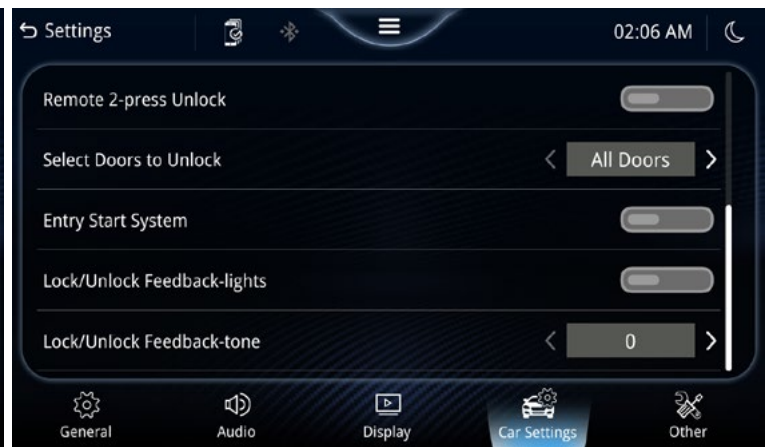 Settings
02:06 AM
Remote 2-press Unlock
Select Doors to Unlock
All Doors
Entry Start System
Lock/Unlock Feedback-lights
Lock/Unlock Feedback-tone
0
General
Audio
Display
Car Settings
Other